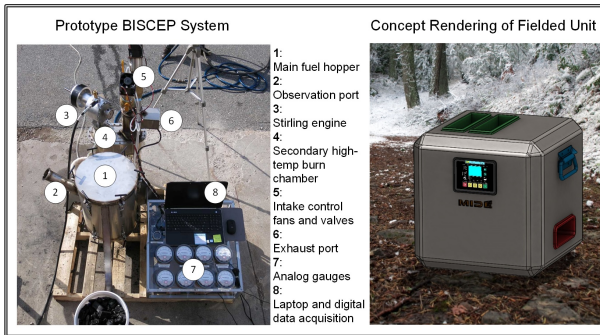 Prototype BISCEP System
Concept Rendering of Fielded Unit
5
3
6
4
1
2
8
7
1:
Main fuel hopper
2:
Observation port
3:
Stirling engine
4:
Secondary high-
temp burn
chamber
5:
Intake control
fans and valves
6:
Exhaust port
7:
Analog gauges
8:
Laptop and digital
data acquisition
MIDE